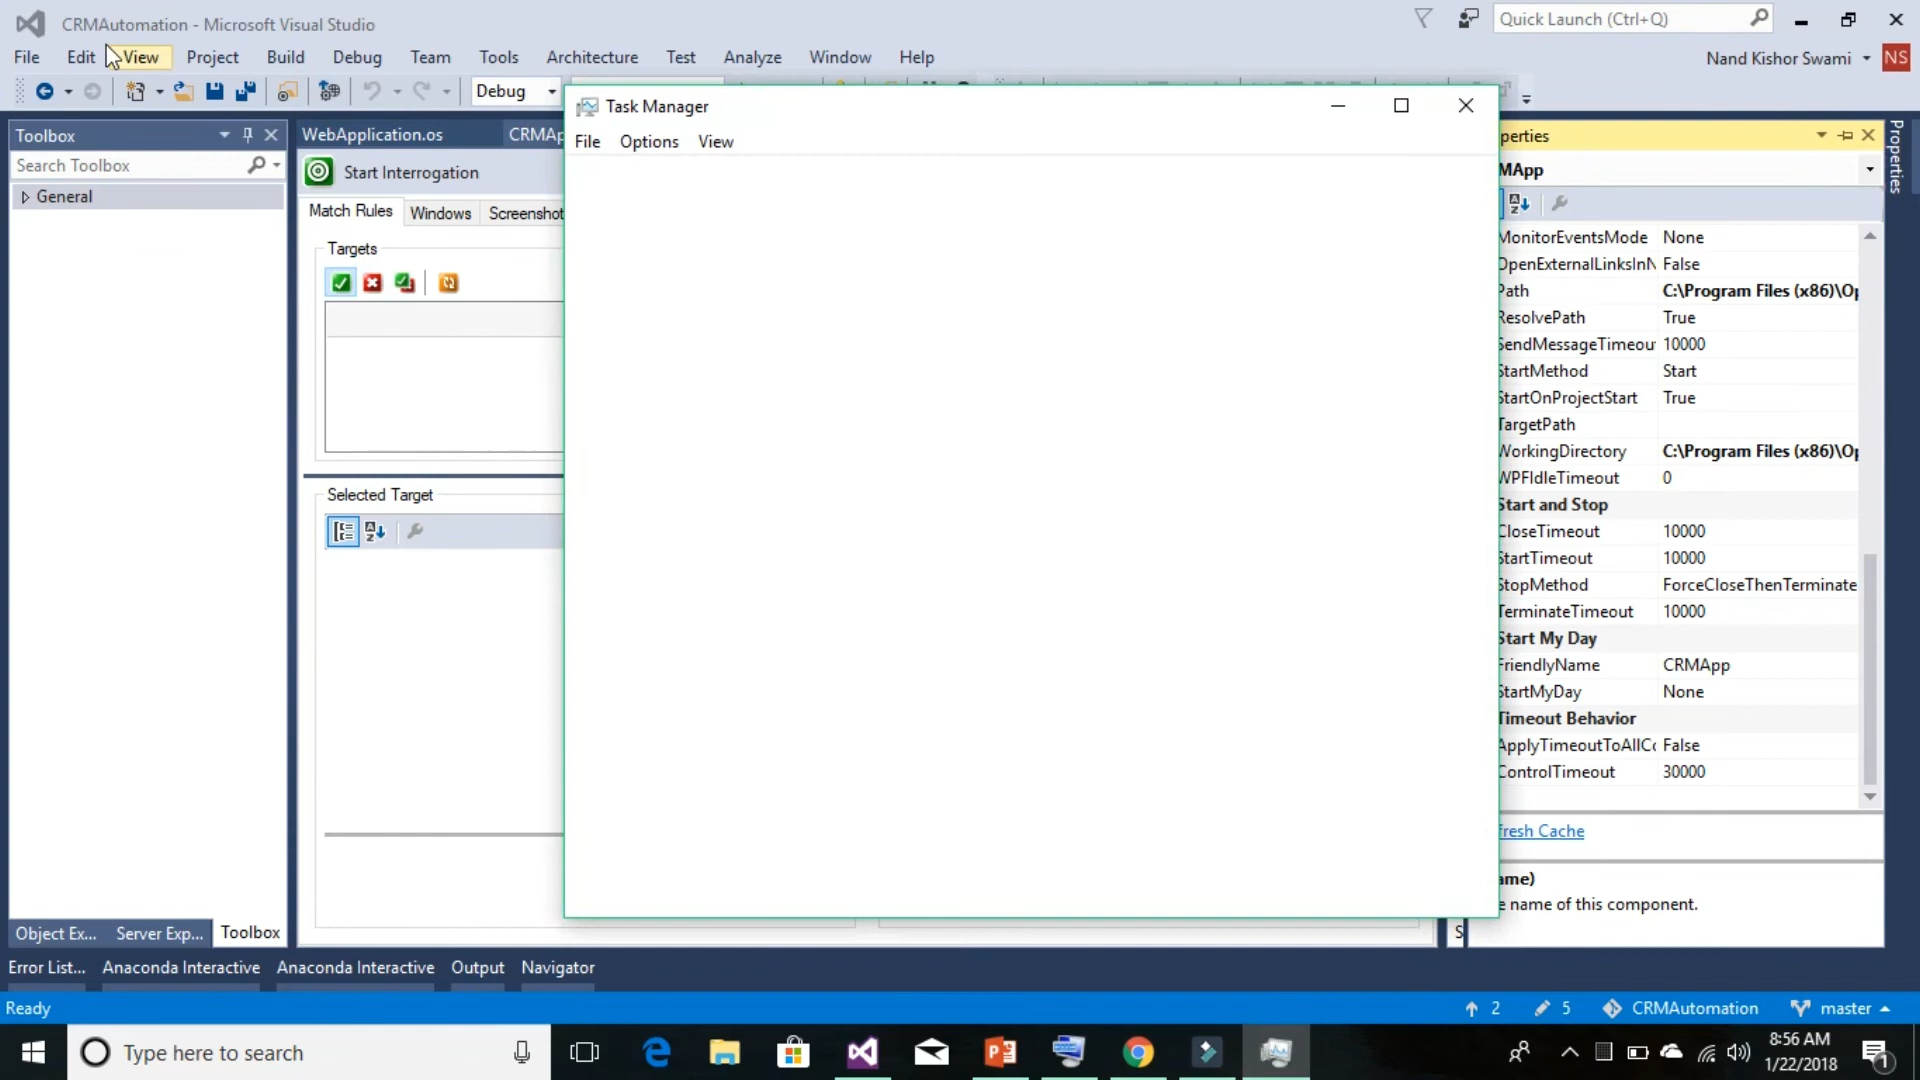 CRMAutomation - Microsoft Visual Studio
Quick Launch (Ctrl+Q)
File Edit View Project Build Debug Team Tools Architecture Test Analyze Window Help
Nand Kishor Swami NS
Debug
Toolbox
Search Toolbox
General
WebApplication.os
CRMAp
Start Interrogation
Match Rules Windows Screenshot
Targets
Selected Target
Task Manager
File Options View
perties
MApp
Properties
MonitorEventsMode None
OpenExternalLinksInN False
Path C:\Program Files (x86)\Op
ResolvePath True
SendMessageTimeou 10000
StartMethod Start
StartOnProjectStart True
TargetPath
WorkingDirectory C:\Program Files (x86)\Op
WPFIdleTimeout 0
Start and Stop
CloseTimeout 10000
StartTimeout 10000
StopMethod ForceCloseThenTerminate
TerminateTimeout 10000
Start My Day
FriendlyName CRMApp
StartMyDay None
Timeout Behavior
ApplyTimeoutToAllCo False
ControlTimeout 30000
fresh Cache
ame)
e name of this component.
Object Ex... Server Exp... Toolbox
S
Error List... Anaconda Interactive Anaconda Interactive Output Navigator
Ready
2 5 CRMAutomation master
Type here to search
8:56 AM
1/22/2018
1